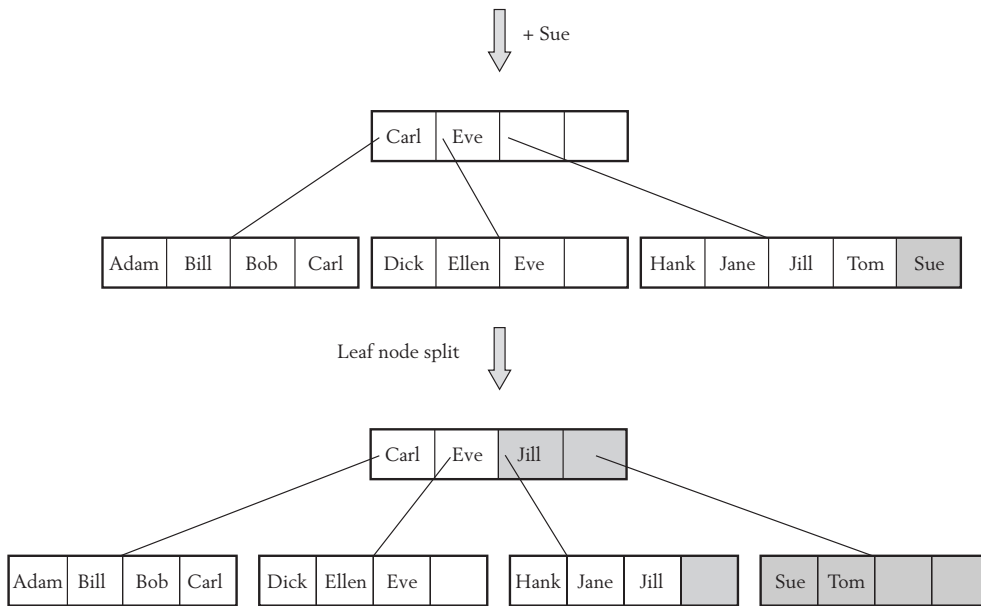 + Sue
Carl Eve
Adam Bill Bob Carl Dick Ellen Eve Hank Jane Jill Tom Sue
Leaf node split
Carl Eve Jill
Adam Bill Bob Carl Dick Ellen Eve Hank Jane Jill Sue Tom